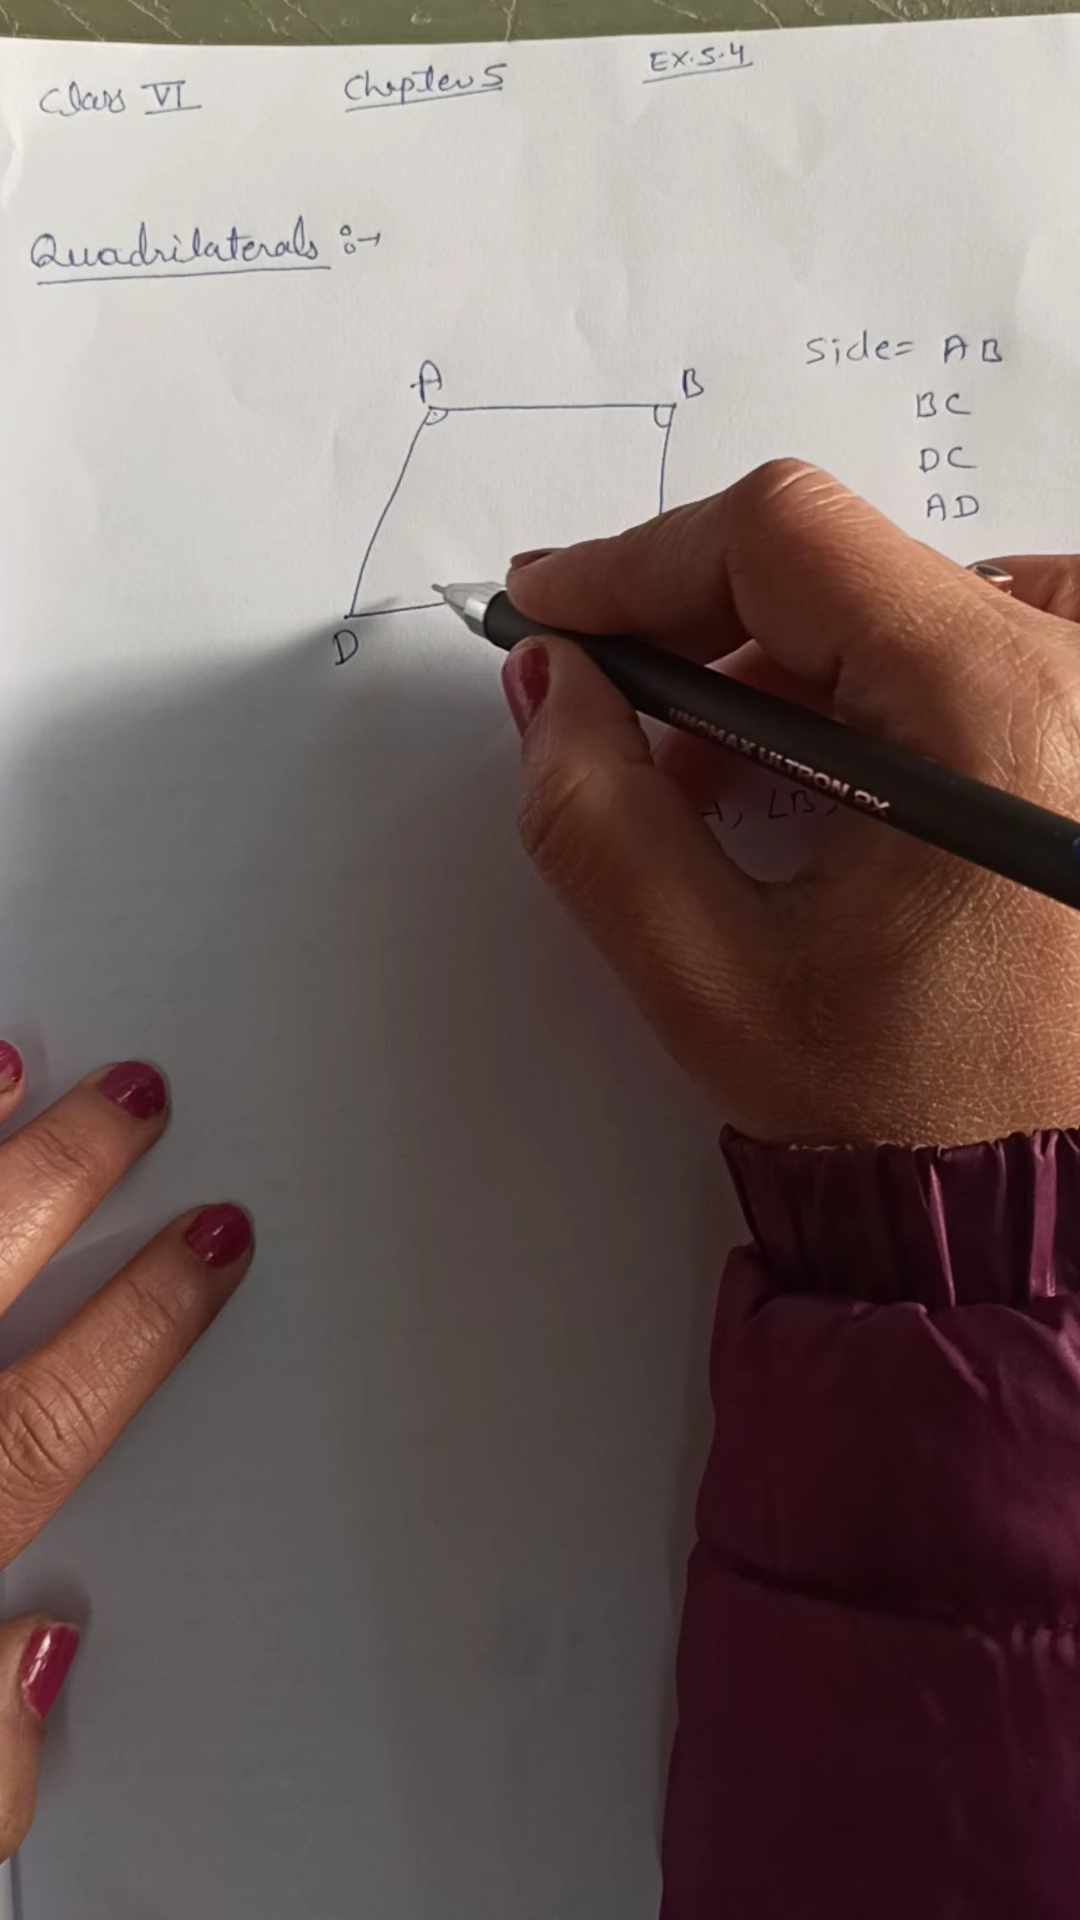 Class VI Chapter 5 EX.5.4
Quadrilaterals :→
A B
D
Side = AB
BC
DC
AD
A, ∠B,
UNOMAX ULTRON 2X